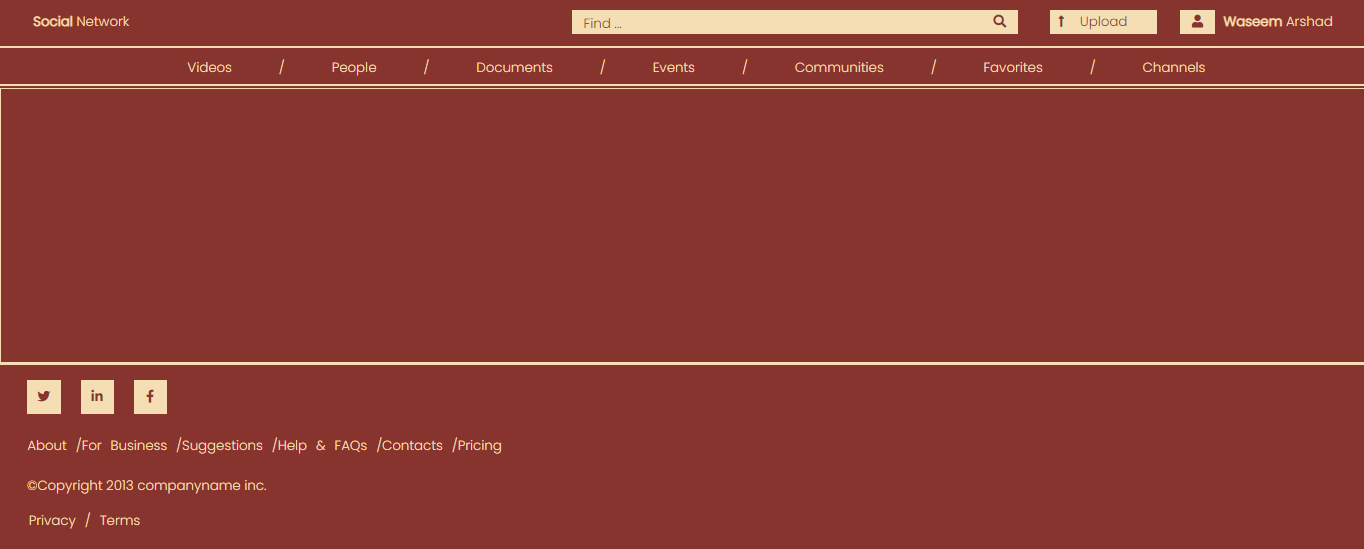 Social Network Find ... Upload Waseem Arshad
Videos / People / Documents / Events / Communities / Favorites / Channels
About /For Business /Suggestions /Help & FAQs /Contacts /Pricing
©Copyright 2013 companyname inc.
Privacy / Terms